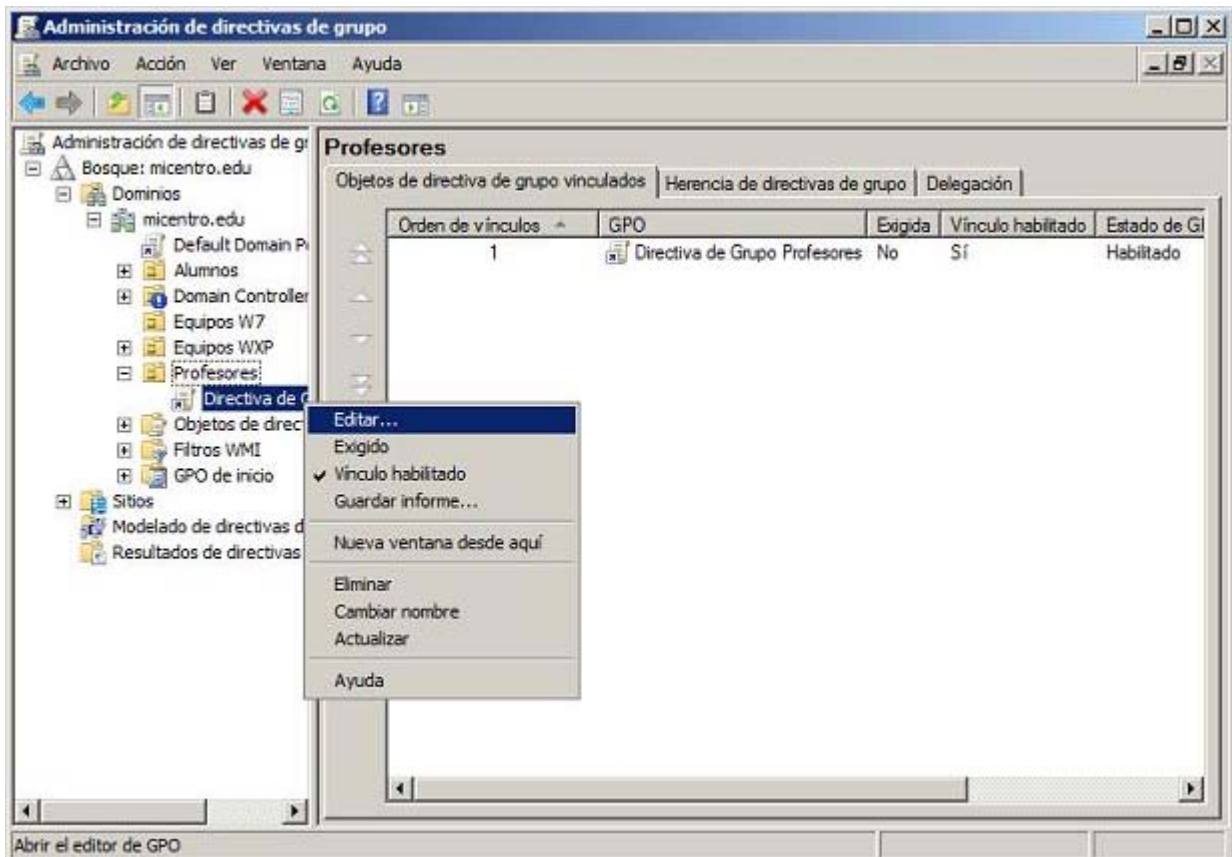 Administración de directivas de grupo
Archivo Acción Ver Ventana Ayuda
Administración de directivas de gr
Bosque: micentro.edu
Dominios
micentro.edu
Default Domain P
Alumnos
Domain Controller
Equipos W7
Equipos WXP
Profesores
Directiva de G
Objetos de direc
Filtros WMI
GPO de inicio
Sitios
Modelado de directivas d
Resultados de directivas
Profesores
Objetos de directiva de grupo vinculados Herencia de directivas de grupo Delegación
Orden de vínculos GPO Exigida Vínculo habilitado Estado de GI
1 Directiva de Grupo Profesores No Sí Habilitado
Editar...
Exigido
Vínculo habilitado
Guardar informe...
Nueva ventana desde aquí
Eliminar
Cambiar nombre
Actualizar
Ayuda
Abrir el editor de GPO